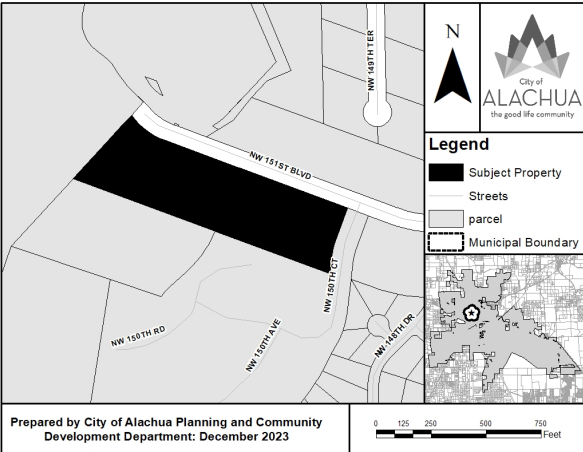 NW 149TH TER
NW 151ST BLVD
NW 150TH CT
NW 150TH RD
NW 150TH AVE
NW 148TH DR
N
City of
ALACHUA
the good life community
Legend
Subject Property
Streets
parcel
Municipal Boundary
Prepared by City of Alachua Planning and Community
Development Department: December 2023
0 125 250 500 750
Feet